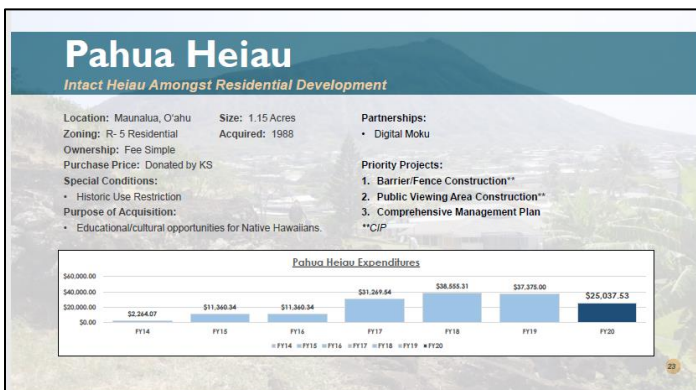 Pahua Heiau
Intact Heiau Amongst Residential Development
Location: Maunalua, O'ahu
Size: 1.15 Acres
Zoning: R- 5 Residential
Acquired: 1988
Ownership: Fee Simple
Purchase Price: Donated by KS
Special Conditions:
• Historic Use Restriction
Purpose of Acquisition:
• Educational/cultural opportunities for Native Hawaiians.
Partnerships:
• Digital Moku
Priority Projects:
1. Barrier/Fence Construction**
2. Public Viewing Area Construction**
3. Comprehensive Management Plan
**CIP
Pahua Heiau Expenditures
$60,000.00
$40,000.00
$20,000.00
$0.00
$2,264.07
$11,360.34
$11,360.34
$31,269.54
$38,555.31
$37,375.00
$25,037.53
FY14 FY15 FY16 FY17 FY18 FY19 FY20
FY14 FY15 FY16 FY17 FY18 FY19 FY20
23